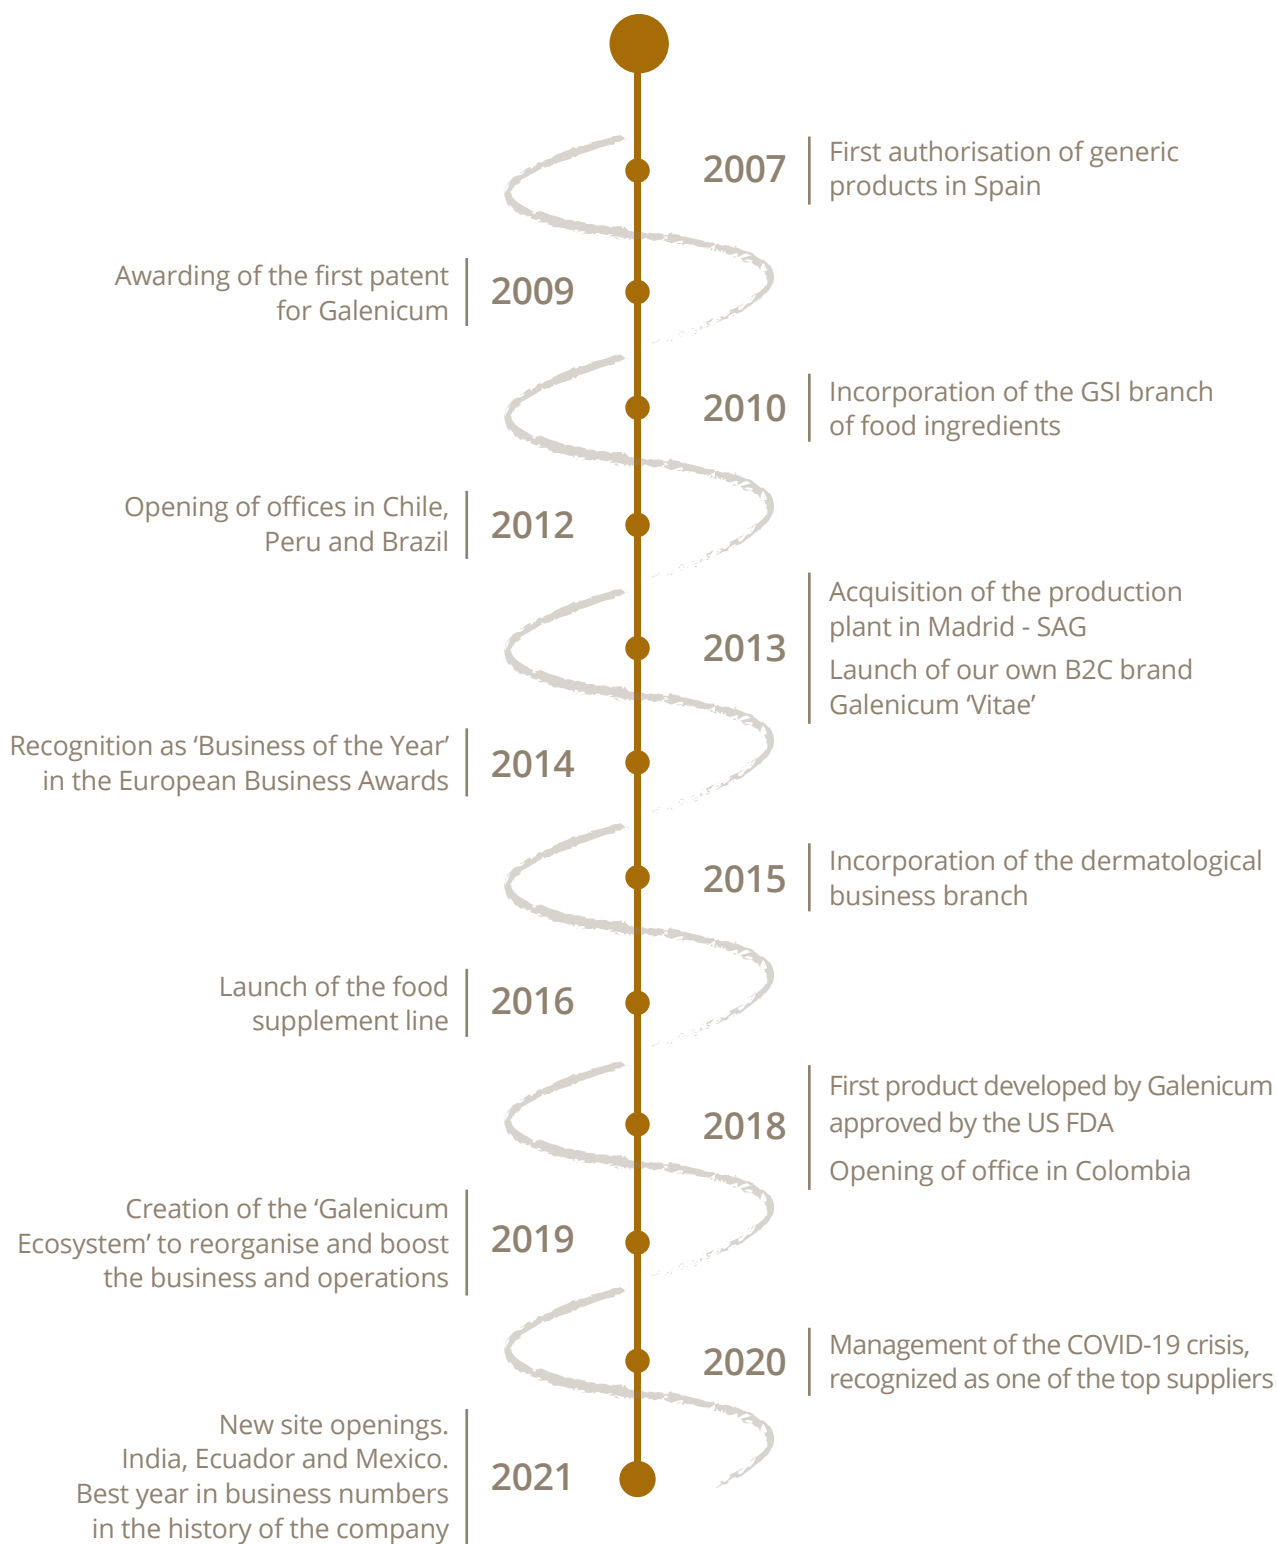 2007
First authorisation of generic
products in Spain
Awarding of the first patent
for Galenicum
2009
2010
Incorporation of the GSI branch
of food ingredients
Opening of offices in Chile,
Peru and Brazil
2012
2013
Acquisition of the production
plant in Madrid - SAG
Launch of our own B2C brand
Galenicum ‘Vitae’
Recognition as ‘Business of the Year’
in the European Business Awards
2014
2015
Incorporation of the dermatological
business branch
Launch of the food
supplement line
2016
2018
First product developed by Galenicum
approved by the US FDA
Opening of office in Colombia
Creation of the ‘Galenicum
Ecosystem’ to reorganise and boost
the business and operations
2019
2020
Management of the COVID-19 crisis,
recognized as one of the top suppliers
New site openings.
India, Ecuador and Mexico.
Best year in business numbers
in the history of the company
2021